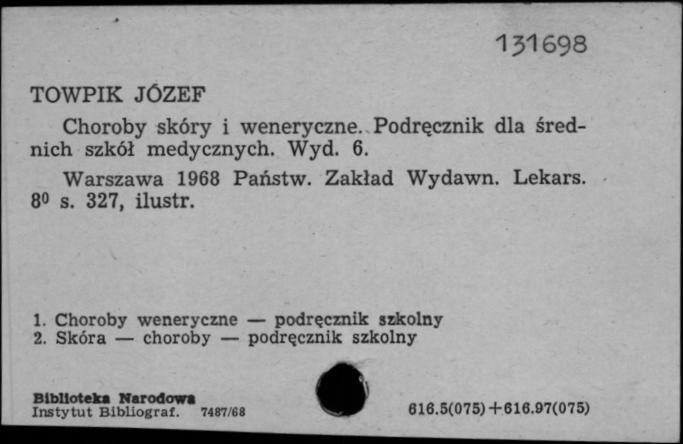 131698
TOWPIK JÓZEF
Choroby skóry i weneryczne. Podręcznik dla śred-
nich szkół medycznych. Wyd. 6.
Warszawa 1968 Państw. Zakład Wydawn. Lekars.
8⁰ s. 327, ilustr.
1. Choroby weneryczne — podręcznik szkolny
2. Skóra — choroby — podręcznik szkolny
Biblioteka Narodowa
Instytut Bibliograf. 7487/68
616.5(075)+616.97(075)